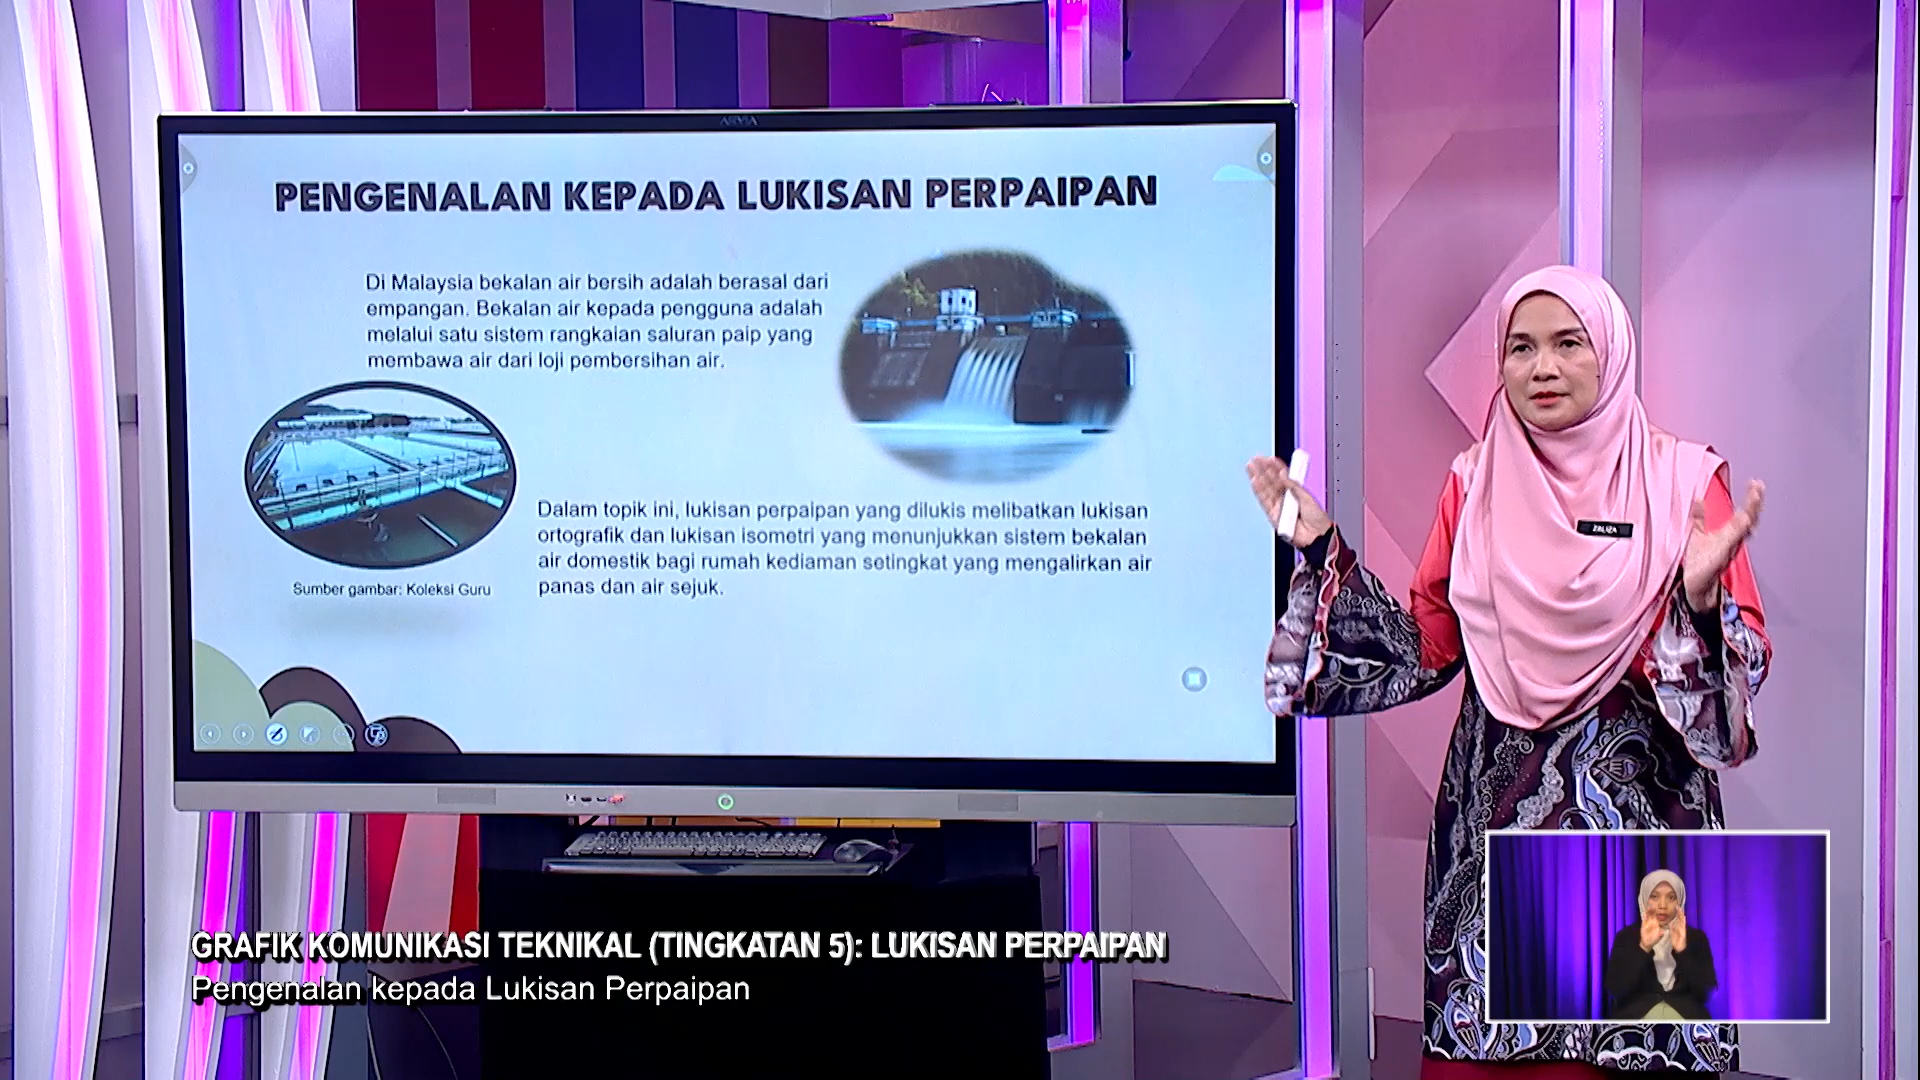 ARVIA
PENGENALAN KEPADA LUKISAN PERPAIPAN
Di Malaysia bekalan air bersih adalah berasal dari
empangan. Bekalan air kepada pengguna adalah
melalui satu sistem rangkaian saluran paip yang
membawa air dari loji pembersihan air.
Sumber gambar: Koleksi Guru
Dalam topik ini, lukisan perpaipan yang dilukis melibatkan lukisan
ortografik dan lukisan isometri yang menunjukkan sistem bekalan
air domestik bagi rumah kediaman setingkat yang mengalirkan air
panas dan air sejuk.
ZALIZA
GRAFIK KOMUNIKASI TEKNIKAL (TINGKATAN 5): LUKISAN PERPAIPAN
Pengenalan kepada Lukisan Perpaipan